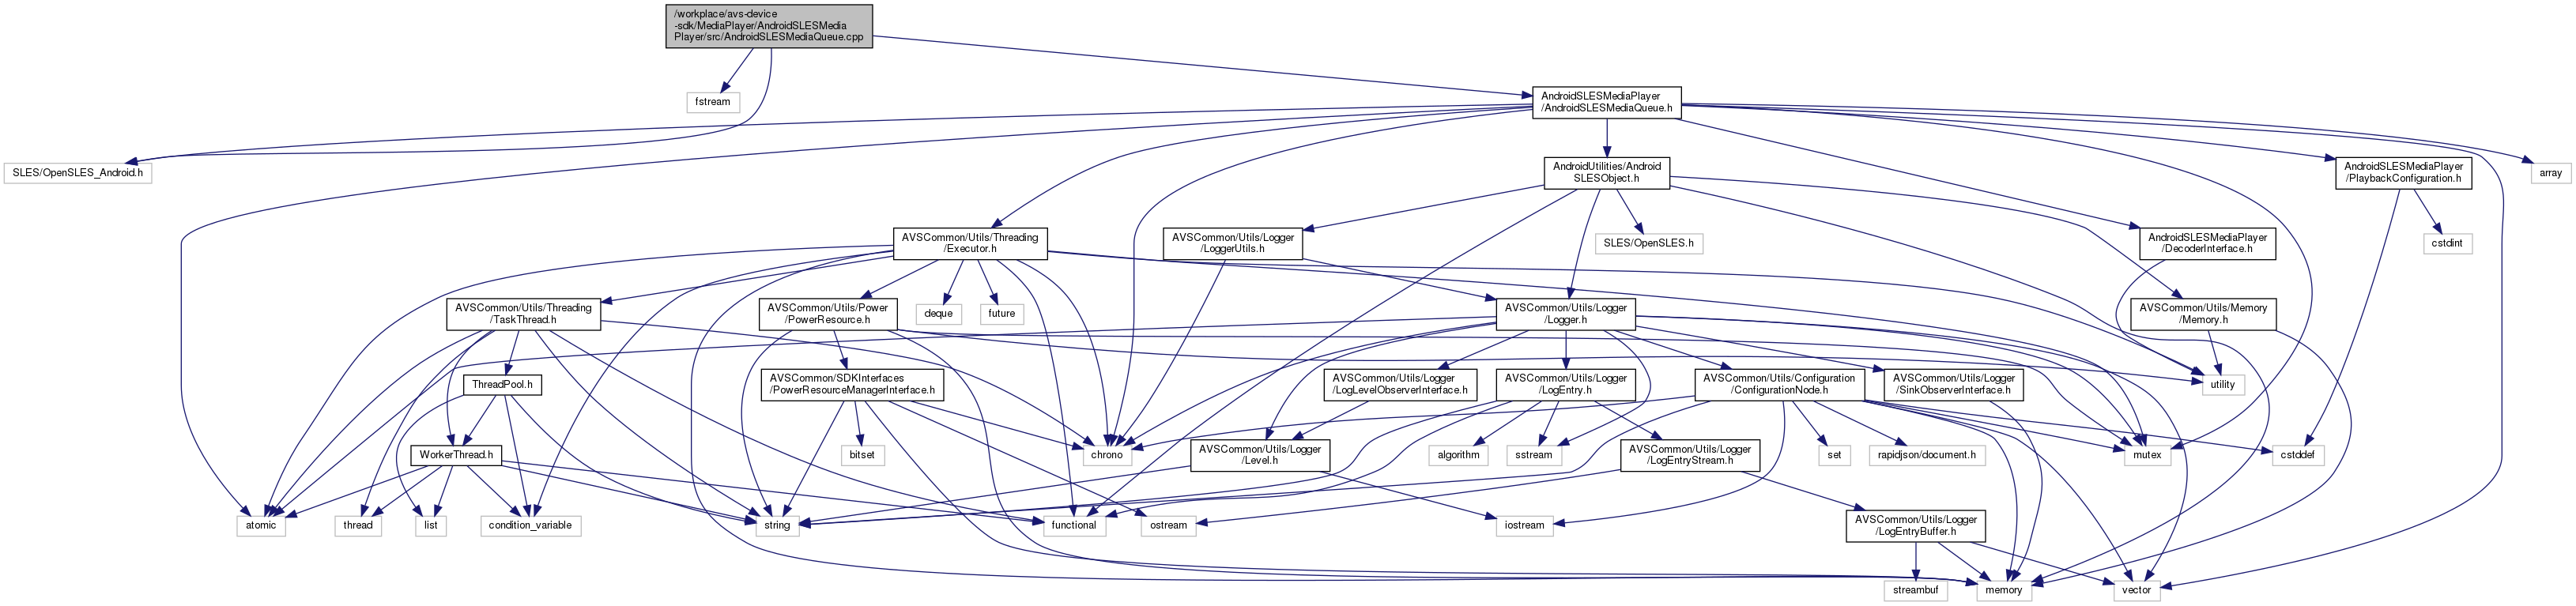 /workplace/avs-device
-sdk/MediaPlayer/AndroidSLESMedia
Player/src/AndroidSLESMediaQueue.cpp
fstream
AndroidSLESMediaPlayer
/AndroidSLESMediaQueue.h
SLES/OpenSLES_Android.h
AndroidUtilities/Android
SLESObject.h
AndroidSLESMediaPlayer
/PlaybackConfiguration.h
array
AVSCommon/Utils/Threading
/Executor.h
AVSCommon/Utils/Logger
/LoggerUtils.h
SLES/OpenSLES.h
AndroidSLESMediaPlayer
/DecoderInterface.h
cstdint
AVSCommon/Utils/Threading
/TaskThread.h
AVSCommon/Utils/Power
/PowerResource.h
deque
future
AVSCommon/Utils/Logger
/Logger.h
AVSCommon/Utils/Memory
/Memory.h
ThreadPool.h
AVSCommon/SDKInterfaces
/PowerResourceManagerInterface.h
AVSCommon/Utils/Logger
/LogLevelObserverInterface.h
AVSCommon/Utils/Logger
/LogEntry.h
AVSCommon/Utils/Configuration
/ConfigurationNode.h
AVSCommon/Utils/Logger
/SinkObserverInterface.h
utility
WorkerThread.h
bitset
chrono
AVSCommon/Utils/Logger
/Level.h
algorithm
sstream
AVSCommon/Utils/Logger
/LogEntryStream.h
set
rapidjson/document.h
mutex
cstddef
atomic
thread
list
condition_variable
string
functional
ostream
iostream
AVSCommon/Utils/Logger
/LogEntryBuffer.h
streambuf
memory
vector